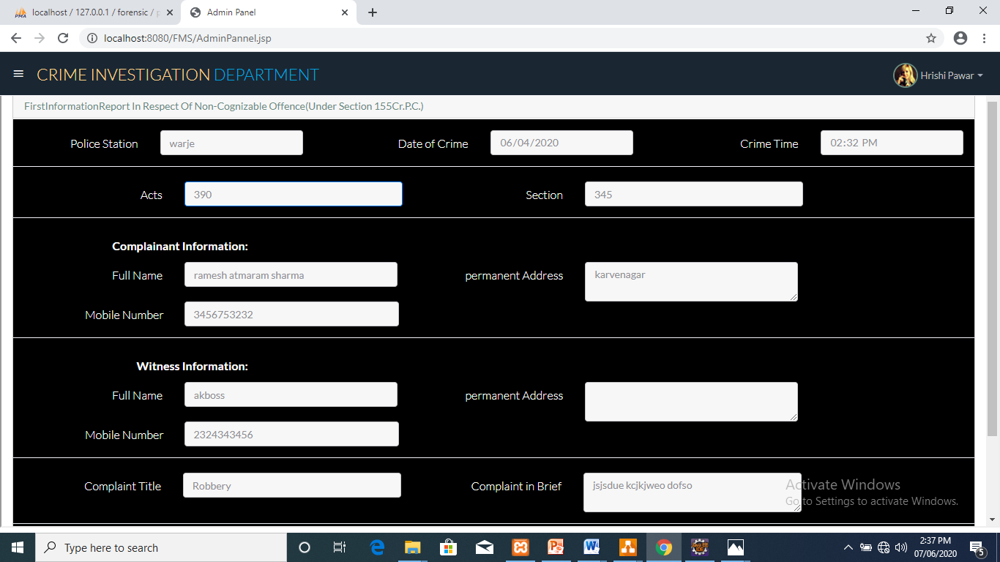 localhost / 127.0.0.1 / forensic /
Admin Panel
localhost:8080/FMS/AdminPannel.jsp
CRIME INVESTIGATION DEPARTMENT
Hrishi Pawar
FirstInformationReport In Respect Of Non-Cognizable Offence(Under Section 155Cr.P.C.)
Police Station warje Date of Crime 06/04/2020 Crime Time 02:32 PM
Acts 390 Section 345
Complainant Information:
Full Name ramesh atmaram sharma permanent Address karvenagar
Mobile Number 3456753232
Witness Information:
Full Name akboss permanent Address
Mobile Number 2324343456
Complaint Title Robbery Complaint in Brief jsjsdue kcjkjweo dofso
Activate Windows
Go to Settings to activate Windows.
Type here to search
2:37 PM
07/06/2020
5